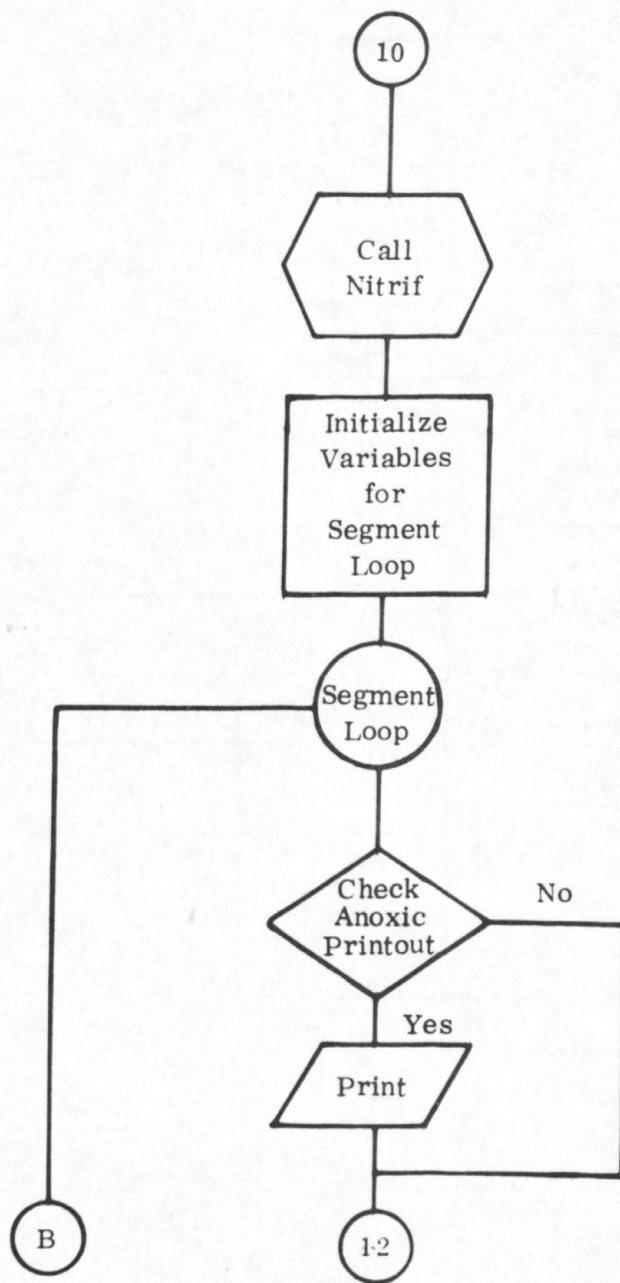 10
Call
Nitrif
Initialize
Variables
for
Segment
Loop
Segment
Loop
Check
Anoxic
Printout
No
Yes
Print
B
12